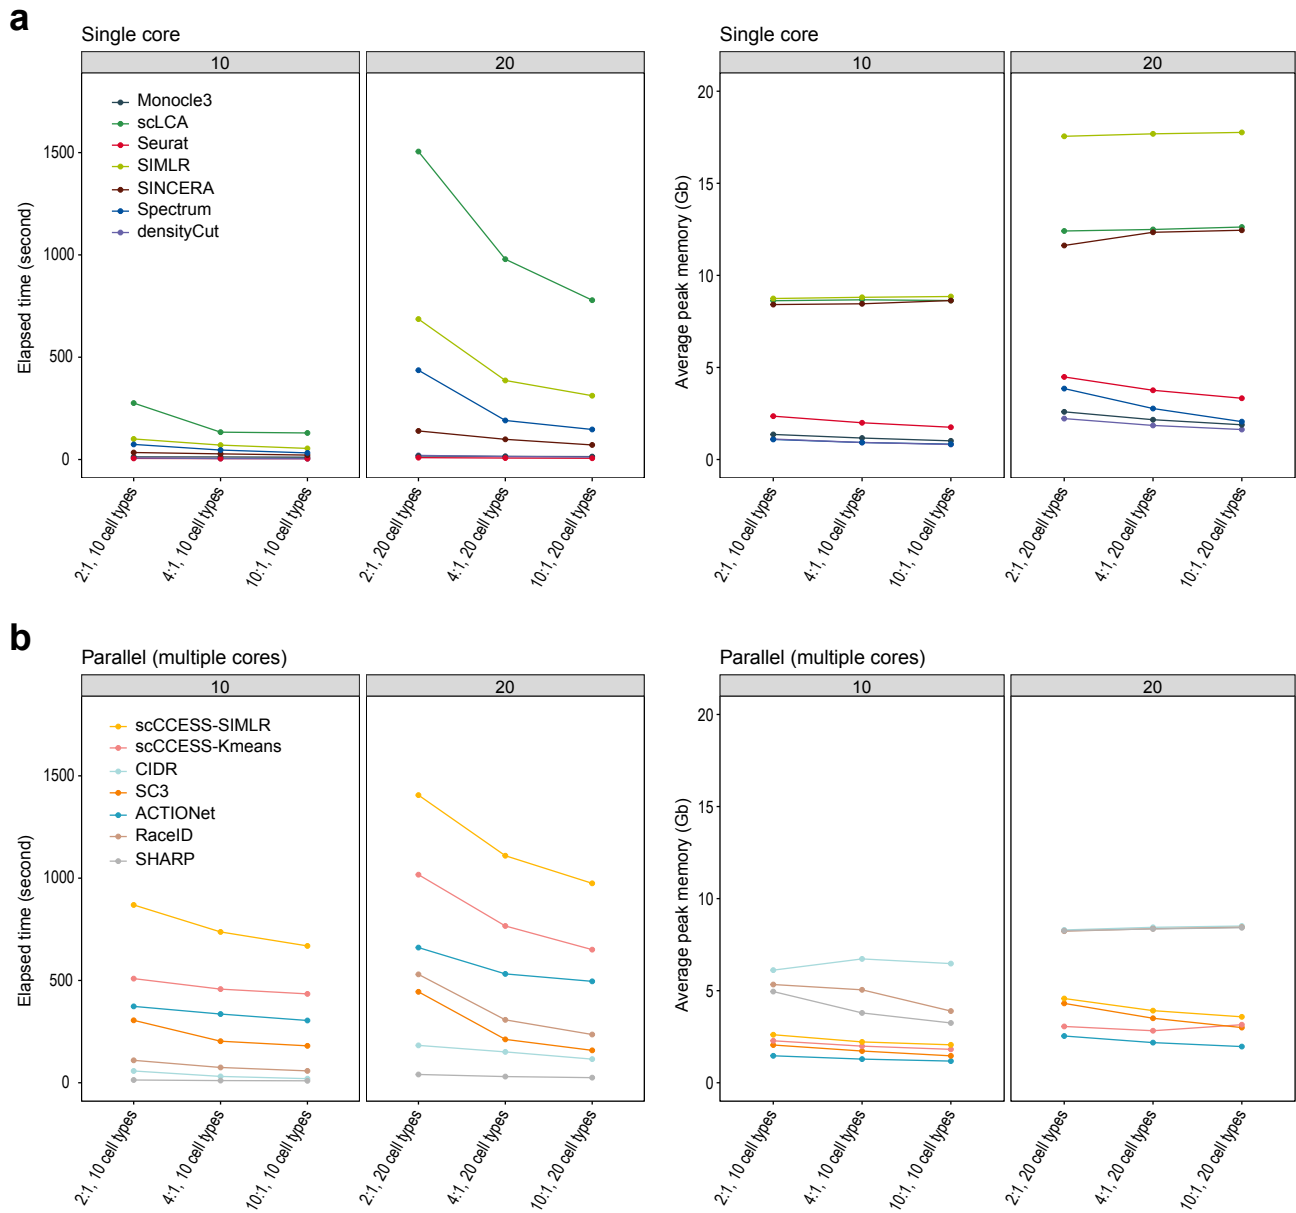 a
Single core
10
20
1500
1000
500
0
Elapsed time (second)
Monocle3
scLCA
Seurat
SIMLR
SINCERA
Spectrum
densityCut
2:1, 10 cell types
4:1, 10 cell types
10:1, 10 cell types
2:1, 20 cell types
4:1, 20 cell types
10:1, 20 cell types
Single core
10
20
20
15
10
5
0
Average peak memory (Gb)
2:1, 10 cell types
4:1, 10 cell types
10:1, 10 cell types
2:1, 20 cell types
4:1, 20 cell types
10:1, 20 cell types
b
Parallel (multiple cores)
10
20
1500
1000
500
0
Elapsed time (second)
scCCESS-SIMLR
scCCESS-Kmeans
CIDR
SC3
ACTIONet
RaceID
SHARP
2:1, 10 cell types
4:1, 10 cell types
10:1, 10 cell types
2:1, 20 cell types
4:1, 20 cell types
10:1, 20 cell types
Parallel (multiple cores)
10
20
20
15
10
5
0
Average peak memory (Gb)
2:1, 10 cell types
4:1, 10 cell types
10:1, 10 cell types
2:1, 20 cell types
4:1, 20 cell types
10:1, 20 cell types